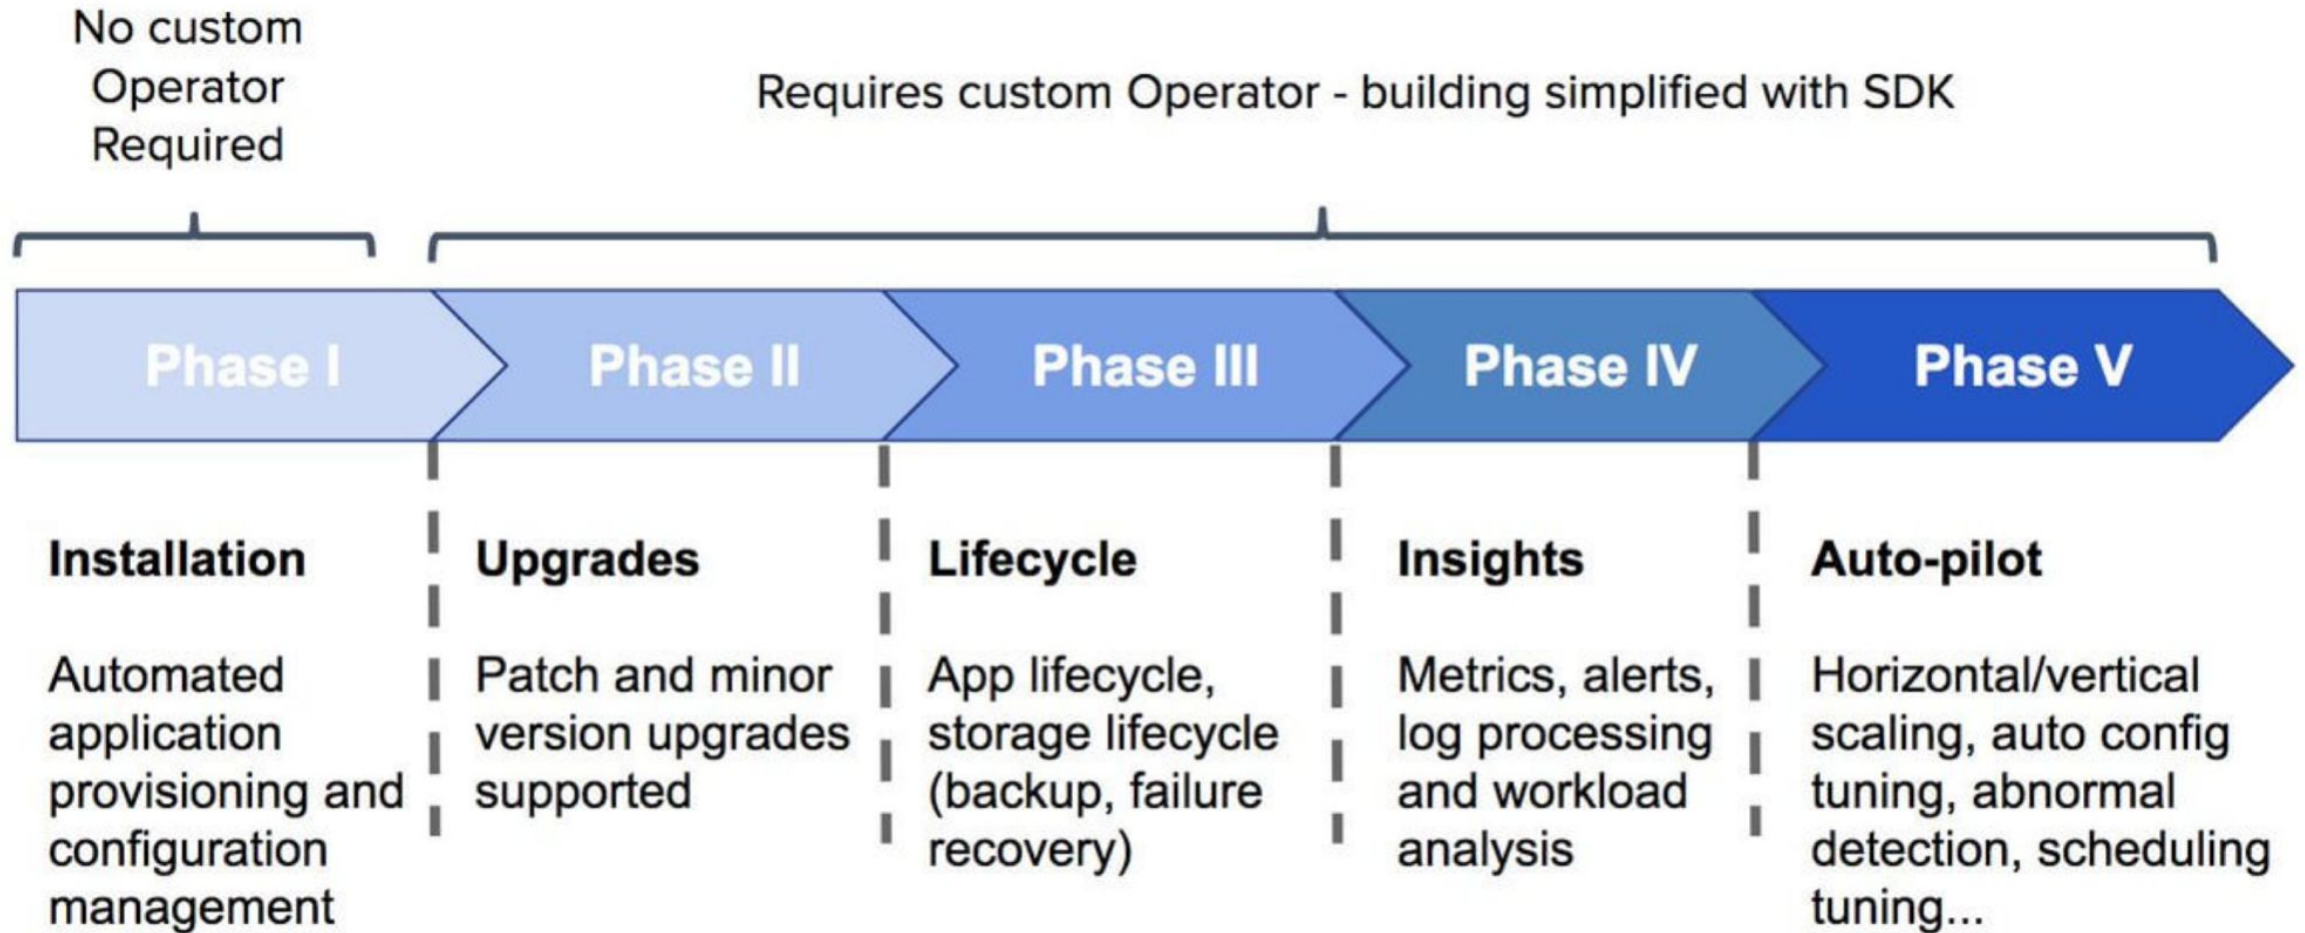 No custom
Operator
Required
Requires custom Operator - building simplified with SDK
Phase I
Phase II
Phase III
Phase IV
Phase V
Installation
Automated
application
provisioning and
configuration
management
Upgrades
Patch and minor
version upgrades
supported
Lifecycle
App lifecycle,
storage lifecycle
(backup, failure
recovery)
Insights
Metrics, alerts,
log processing
and workload
analysis
Auto-pilot
Horizontal/vertical
scaling, auto config
tuning, abnormal
detection, scheduling
tuning...